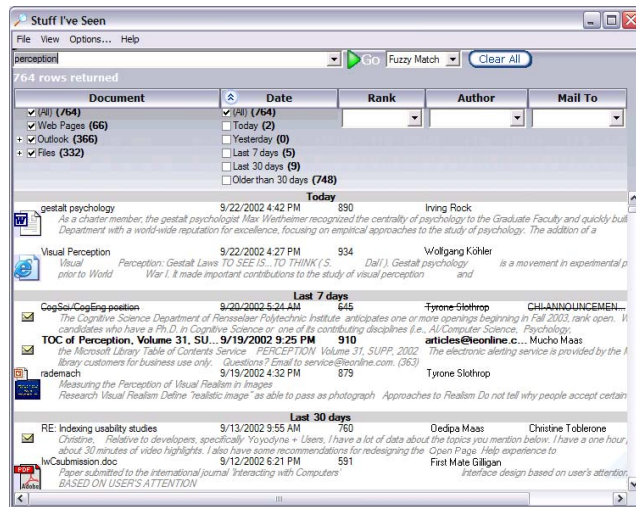 Stuff I've Seen
File View Options... Help
perception Go Fuzzy Match Clear All
764 rows returned
Document Date Rank Author Mail To
(All) (764) (All) (764)
Web Pages (66) Today (2)
Outlook (366) Yesterday (0)
Files (332) Last 7 days (5)
Last 30 days (9)
Older than 30 days (748)
Today
gestalt psychology 9/22/2002 4:42 PM 890 Irving Rock
As a charter member, the gestalt psychologist Max Wertheimer recognized the centrality of psychology to the Graduate Faculty and quickly buil
Department with a world-wide reputation for excellence, focusing on empirical approaches to the study of psychology. The addition of a
Visual Perception 9/22/2002 4:27 PM 934 Wolfgang Köhler
Visual Perception: Gestalt Laws TO SEE IS...TO THINK ( S. Dalí ). Gestalt psychology is a movement in experimental p
prior to World War I. It made important contributions to the study of visual perception and
Last 7 days
CogSci/CogEng position 9/20/2002 5:24 AM 645 Tyrone Slothrop CHI-ANNOUNCEMEN...
The Cognitive Science Department of Rensselaer Polytechnic Institute anticipates one or more openings beginning in Fall 2003, rank open. W
candidates who have a Ph.D. in Cognitive Science or one of its contributing disciplines (i.e., AI/Computer Science, Psychology,
TOC of Perception, Volume 31, SU... 9/19/2002 9:25 PM 910 articles@ieonline.c... Mucho Maas
the Microsoft Library Table of Contents Service PERCEPTION Volume 31, SUPP, 2002 The electronic alerting service is provided by the M
library customers for business use only. Questions? Email to service@ieonline.com. (363)
rademach 9/19/2002 4:32 PM 879 Tyrone Slothrop
Measuring the Perception of Visual Realism in Images
Research Visual Realism Define "realistic image" as able to pass as photograph Approaches to Realism Do not tell why people accept certain
Last 30 days
RE: Indexing usability studies 9/13/2002 9:55 AM 760 Oedipa Maas Christine Toblerone
Christine, Relative to developers, specifically Yoyodyne + Users, I have a lot of data about the topics you mention below. I have a one hour,
about 30 minutes of video highlights. I also have some recommendations for redesigning the Open Page Help experience to
IwCsubmission.doc 9/12/2002 6:21 PM 591 First Mate Gilligan
Paper submitted to the international journal 'Interacting with Computers' Interface design based on user's attention
BASED ON USER'S ATTENTION